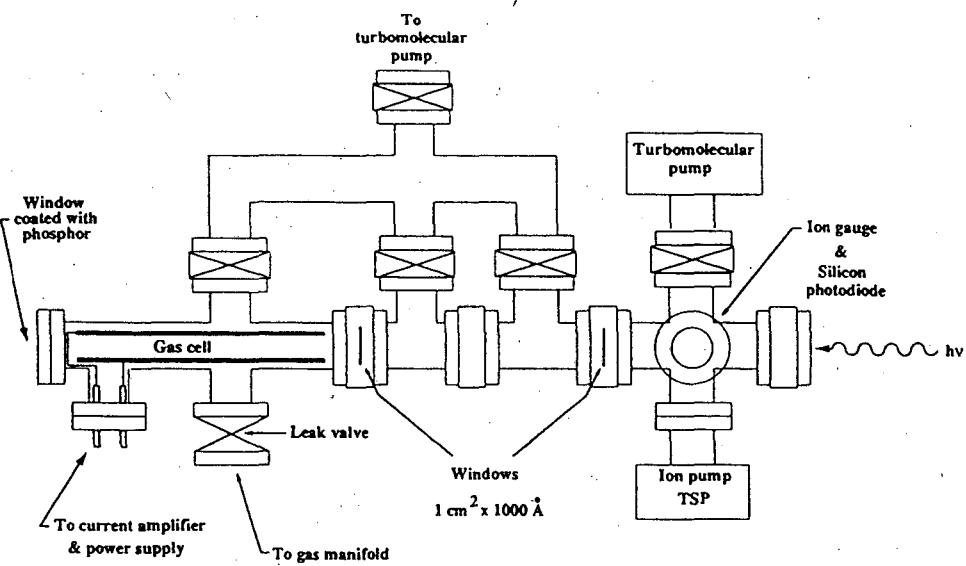 To
turbomolecular
pump
Turbomolecular
pump
Window
coated with
phosphor
Ion gauge
&
Silicon
photodiode
Gas cell
hν
Leak valve
Windows
1 cm² x 1000 Å
Ion pump
TSP
To current amplifier
& power supply
To gas manifold